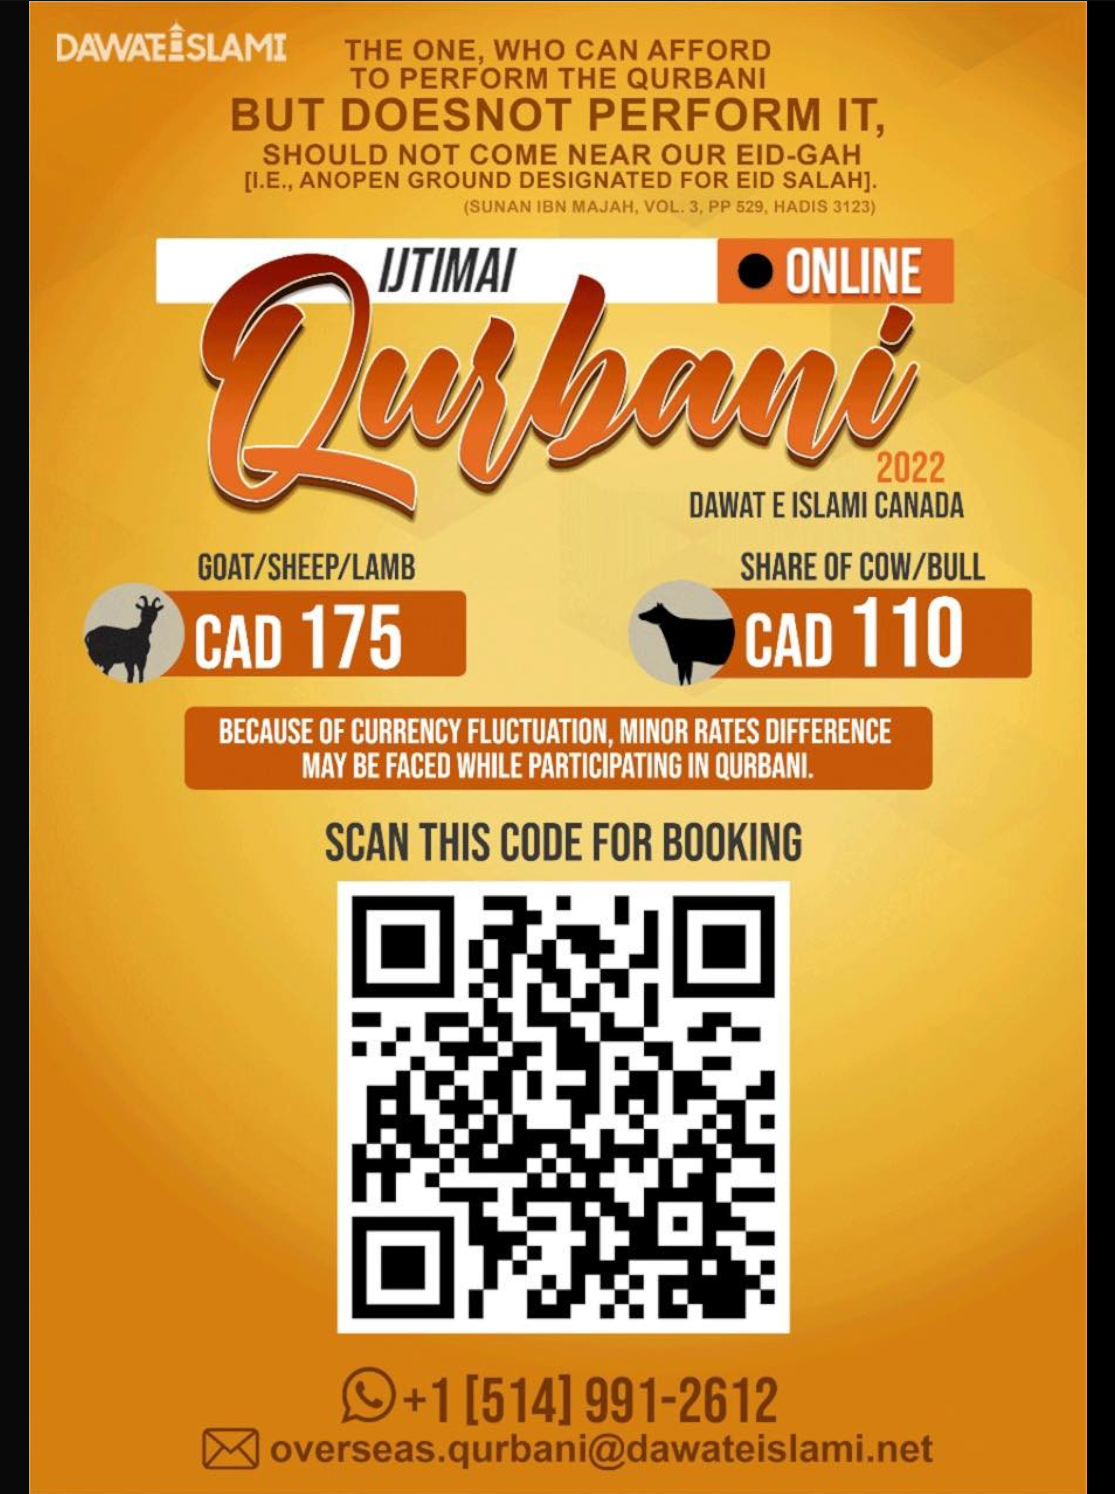 DAWATEISLAMI
THE ONE, WHO CAN AFFORD
TO PERFORM THE QURBANI
BUT DOESNOT PERFORM IT,
SHOULD NOT COME NEAR OUR EID-GAH
[I.E., ANOPEN GROUND DESIGNATED FOR EID SALAH].
(SUNAN IBN MAJAH, VOL. 3, PP 529, HADIS 3123)
IJTIMAI
ONLINE
Qurbani
2022
DAWAT E ISLAMI CANADA
GOAT/SHEEP/LAMB
CAD 175
SHARE OF COW/BULL
CAD 110
BECAUSE OF CURRENCY FLUCTUATION, MINOR RATES DIFFERENCE
MAY BE FACED WHILE PARTICIPATING IN QURBANI.
SCAN THIS CODE FOR BOOKING
+1 [514] 991-2612
overseas.qurbani@dawateislami.net